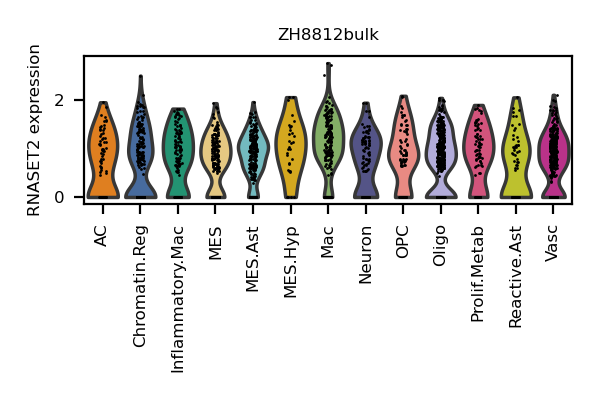 ZH8812bulk
RNASET2 expression
2
0
AC
Chromatin.Reg
Inflammatory.Mac
MES
MES.Ast
MES.Hyp
Mac
Neuron
OPC
Oligo
Prolif.Metab
Reactive.Ast
Vasc